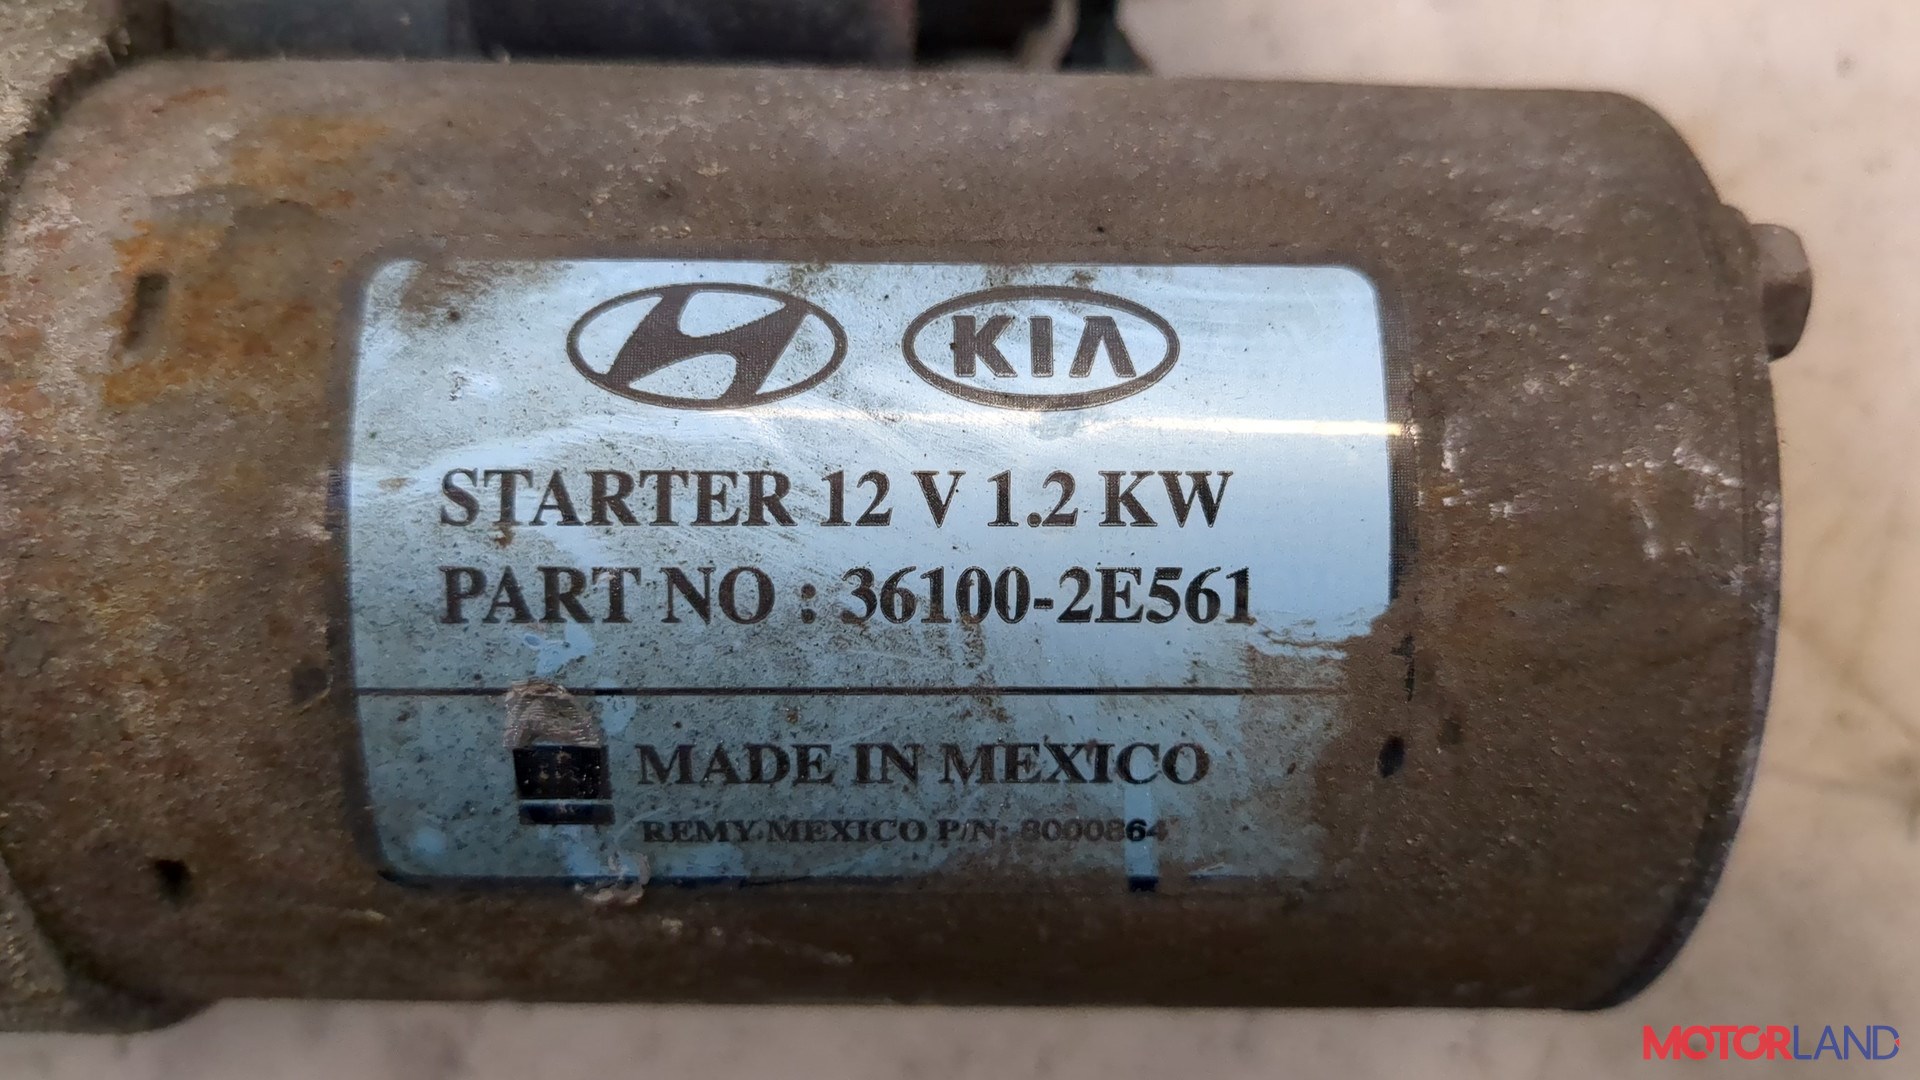 KIA
STARTER 12 V 1.2 KW
PART NO : 36100-2E561
MADE IN MEXICO
REMY MEXICO P/N: 8000864
MOTORLAND